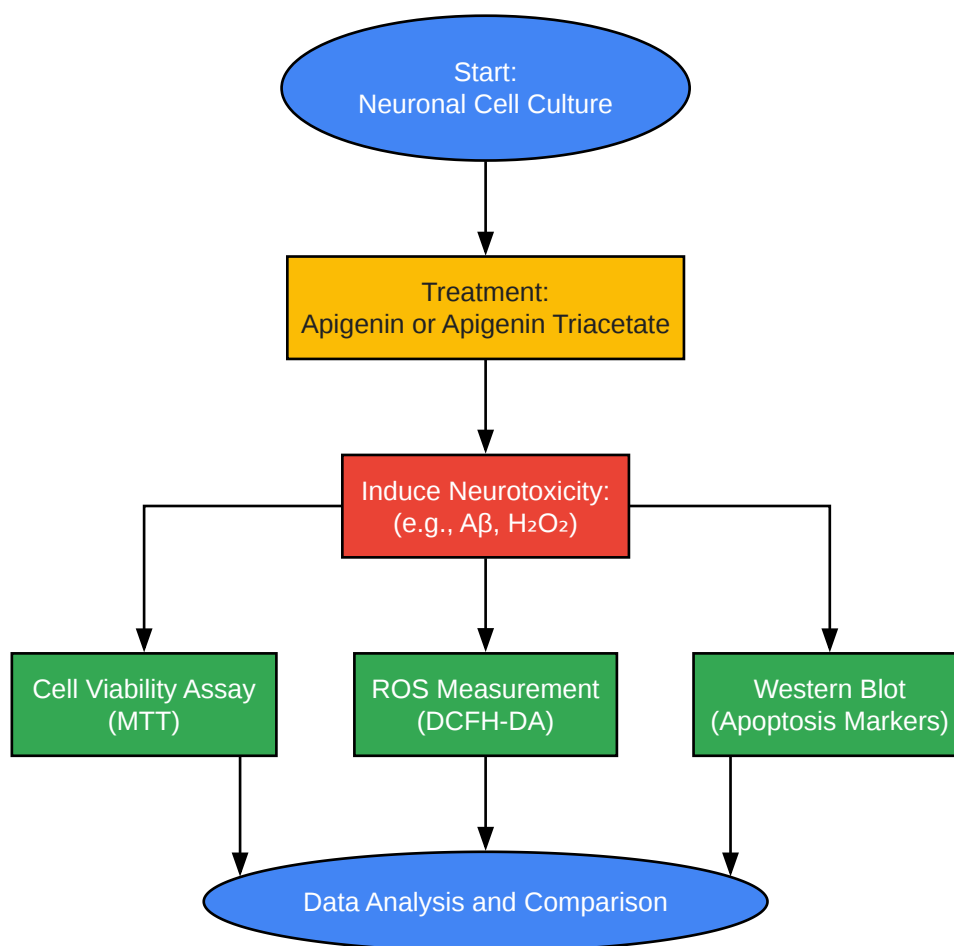 Start:
Neuronal Cell Culture
Treatment:
Apigenin or Apigenin Triacetate
Induce Neurotoxicity:
(e.g., Aβ, H₂O₂)
Cell Viability Assay
(MTT)
ROS Measurement
(DCFH-DA)
Western Blot
(Apoptosis Markers)
Data Analysis and Comparison